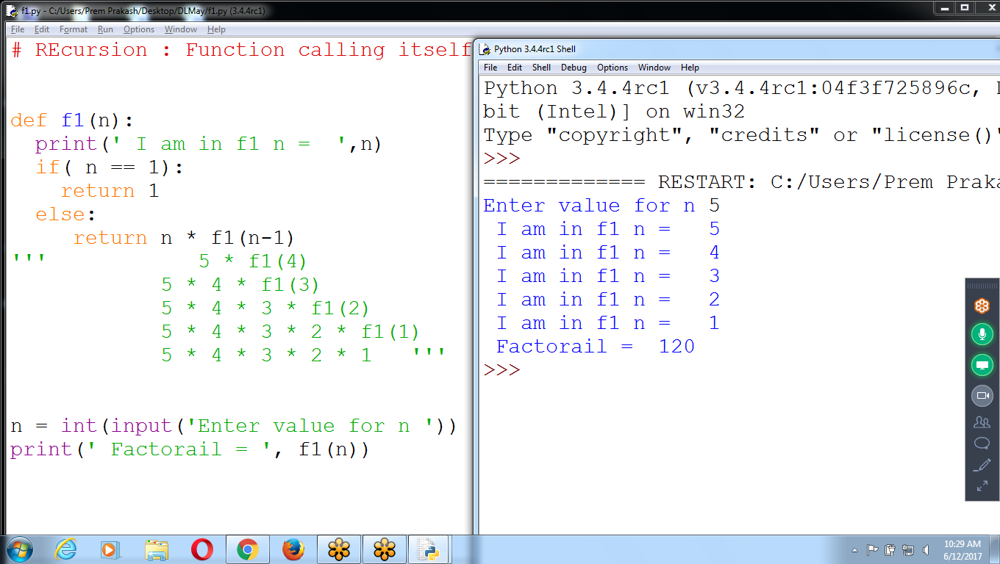 f1.py - C:/Users/Prem Prakash/Desktop/DLMay/f1.py (3.4.4rc1)
File Edit Format Run Options Window Help
# REcursion : Function calling itself
def f1(n):
print(' I am in f1 n =  ',n)
if( n == 1):
return 1
else:
return n * f1(n-1)
''' 5 * f1(4)
5 * 4 * f1(3)
5 * 4 * 3 * f1(2)
5 * 4 * 3 * 2 * f1(1)
5 * 4 * 3 * 2 * 1 '''
n = int(input('Enter value for n '))
print(' Factorail = ', f1(n))
Python 3.4.4rc1 Shell
File Edit Shell Debug Options Window Help
Python 3.4.4rc1 (v3.4.4rc1:04f3f725896c,
bit (Intel)] on win32
Type "copyright", "credits" or "license()"
>>>
============= RESTART: C:/Users/Prem Praka
Enter value for n 5
I am in f1 n =   5
I am in f1 n =   4
I am in f1 n =   3
I am in f1 n =   2
I am in f1 n =   1
Factorail =  120
>>>
10:29 AM
6/12/2017